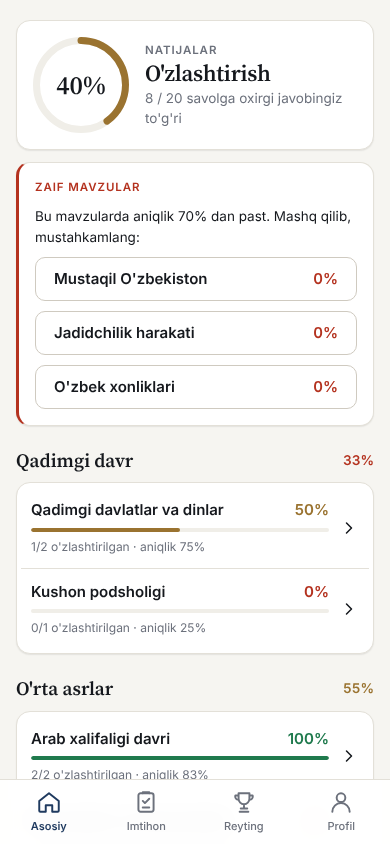 40%
NATIJALAR
O'zlashtirish
8 / 20 savolga oxirgi javobingiz
to'g'ri
ZAIF MAVZULAR
Bu mavzularda aniqlik 70% dan past. Mashq qilib,
mustahkamlang:
Mustaqil O'zbekiston 0%
Jadidchilik harakati 0%
O'zbek xonliklari 0%
Qadimgi davr 33%
Qadimgi davlatlar va dinlar 50%
1/2 o'zlashtirilgan · aniqlik 75%
Kushon podsholigi 0%
0/1 o'zlashtirilgan · aniqlik 25%
O'rta asrlar 55%
Arab xalifaligi davri 100%
2/2 o'zlashtirilgan · aniqlik 83%
Asosiy Imtihon Reyting Profil